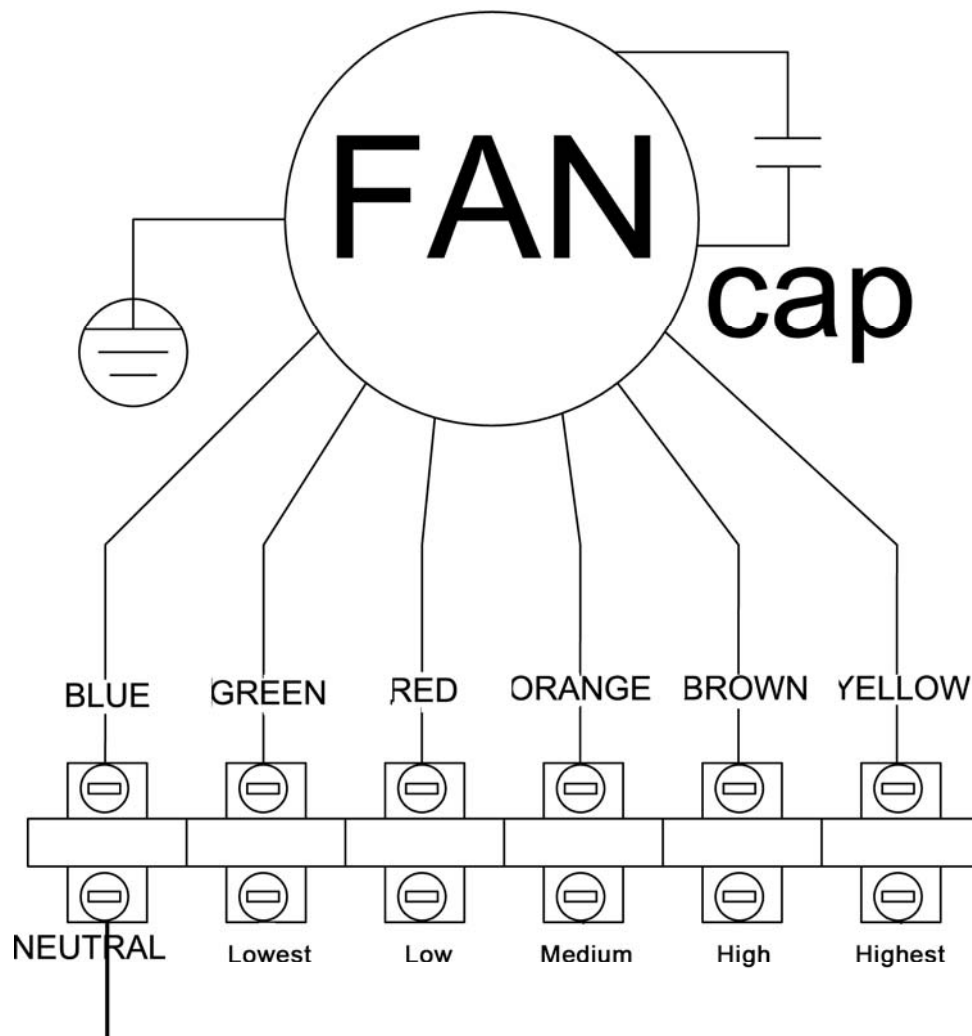 FAN
cap
BLUE GREEN RED ORANGE BROWN YELLOW
NEUTRAL Lowest Low Medium High Highest